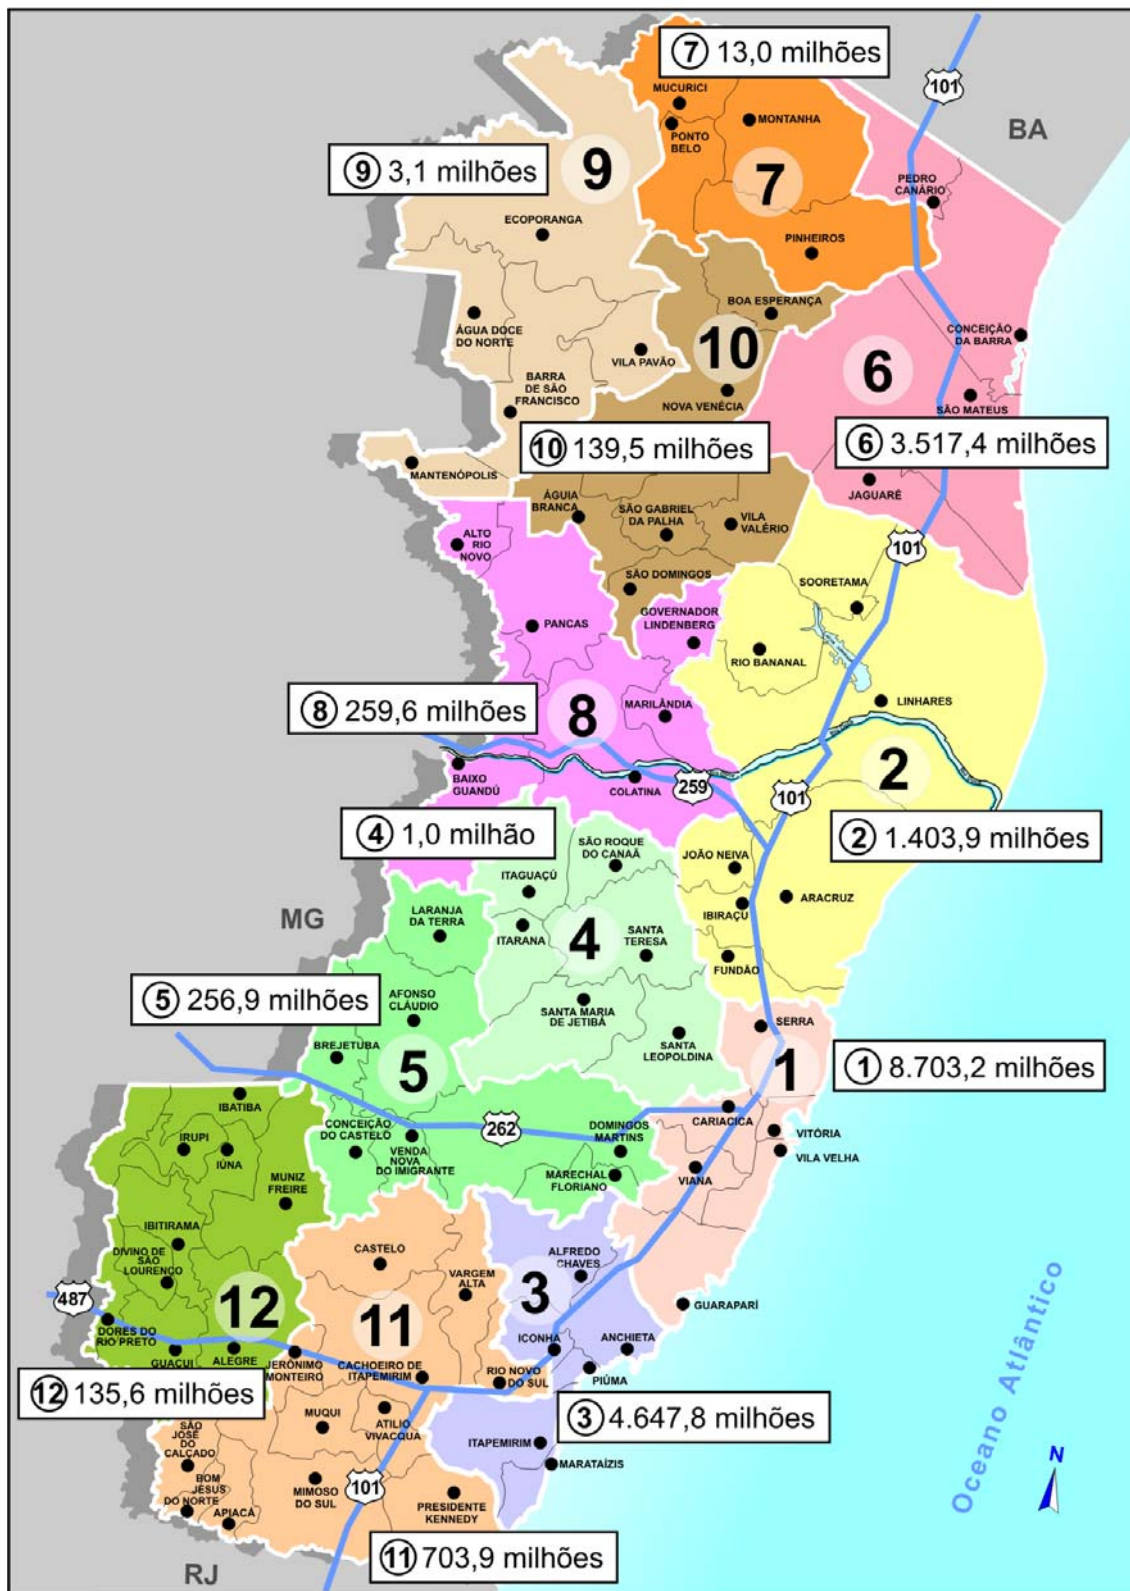 7 13,0 milhões
101
BA
MUCURICI
MONTANHA
PONTO
BELO
9
7
9 3,1 milhões
PEDRO
CANÁRIO
ECOPORANGA
PINHEIROS
BOA ESPERANÇA
ÁGUA DOCE
DO NORTE
VILA PAVÃO
10
CONCEIÇÃO
DA BARRA
6
BARRA
DE SÃO
FRANCISCO
NOVA VENÉCIA
SÃO MATEUS
10 139,5 milhões
6 3.517,4 milhões
MANTENÓPOLIS
JAGUARÉ
ÁGUIA
BRANCA
SÃO GABRIEL
DA PALHA
VILA
VALÉRIO
ALTO
RIO
NOVO
101
SÃO DOMINGOS
SOORETAMA
GOVERNADOR
LINDENBERG
PANCAS
RIO BANANAL
8 259,6 milhões
8
MARILÂNDIA
LINHARES
BAIXO
GUANDÚ
COLATINA
259
101
2
4 1,0 milhão
2 1.403,9 milhões
SÃO ROQUE
DO CANAÃ
JOÃO NEIVA
ITAGUAÇÚ
ARACRUZ
IBIRAÇU
MG
LARANJA
DA TERRA
ITARANA
4
SANTA
TERESA
FUNDÃO
5 256,9 milhões
AFONSO
CLÁUDIO
SANTA MARIA
DE JETIBÁ
SERRA
BREJETUBA
SANTA
LEOPOLDINA
5
1
1 8.703,2 milhões
IBATIBA
CARIACICA
262
CONCEIÇÃO
DO CASTELO
DOMINGOS
MARTINS
VITÓRIA
IRUPI
IÚNA
VENDA
NOVA
DO IMIGRANTE
VILA VELHA
MARECHAL
FLORIANO
VIANA
MUNIZ
FREIRE
IBITIRAMA
DIVINO DE
SÃO
LOURENÇO
CASTELO
VARGEM
ALTA
ALFREDO
CHAVES
487
12
11
3
GUARAPARÍ
DORES DO
RIO PRETO
GUACUI
ALEGRE
JERÔNIMO
MONTEIRO
CACHOEIRO DE
ITAPEMIRIM
ICONHA
ANCHIETA
RIO NOVO
DO SUL
PIÚMA
12 135,6 milhões
3 4.647,8 milhões
SÃO
JOSÉ
DO
CALÇADO
MUQUI
ATILIO
VIVACQUA
ITAPEMIRIM
MARATAÍZIS
BOM
JESUS
DO NORTE
APIACÁ
MIMOSO
DO SUL
101
PRESIDENTE
KENNEDY
Oceano Atlântico
N
11 703,9 milhões
RJ